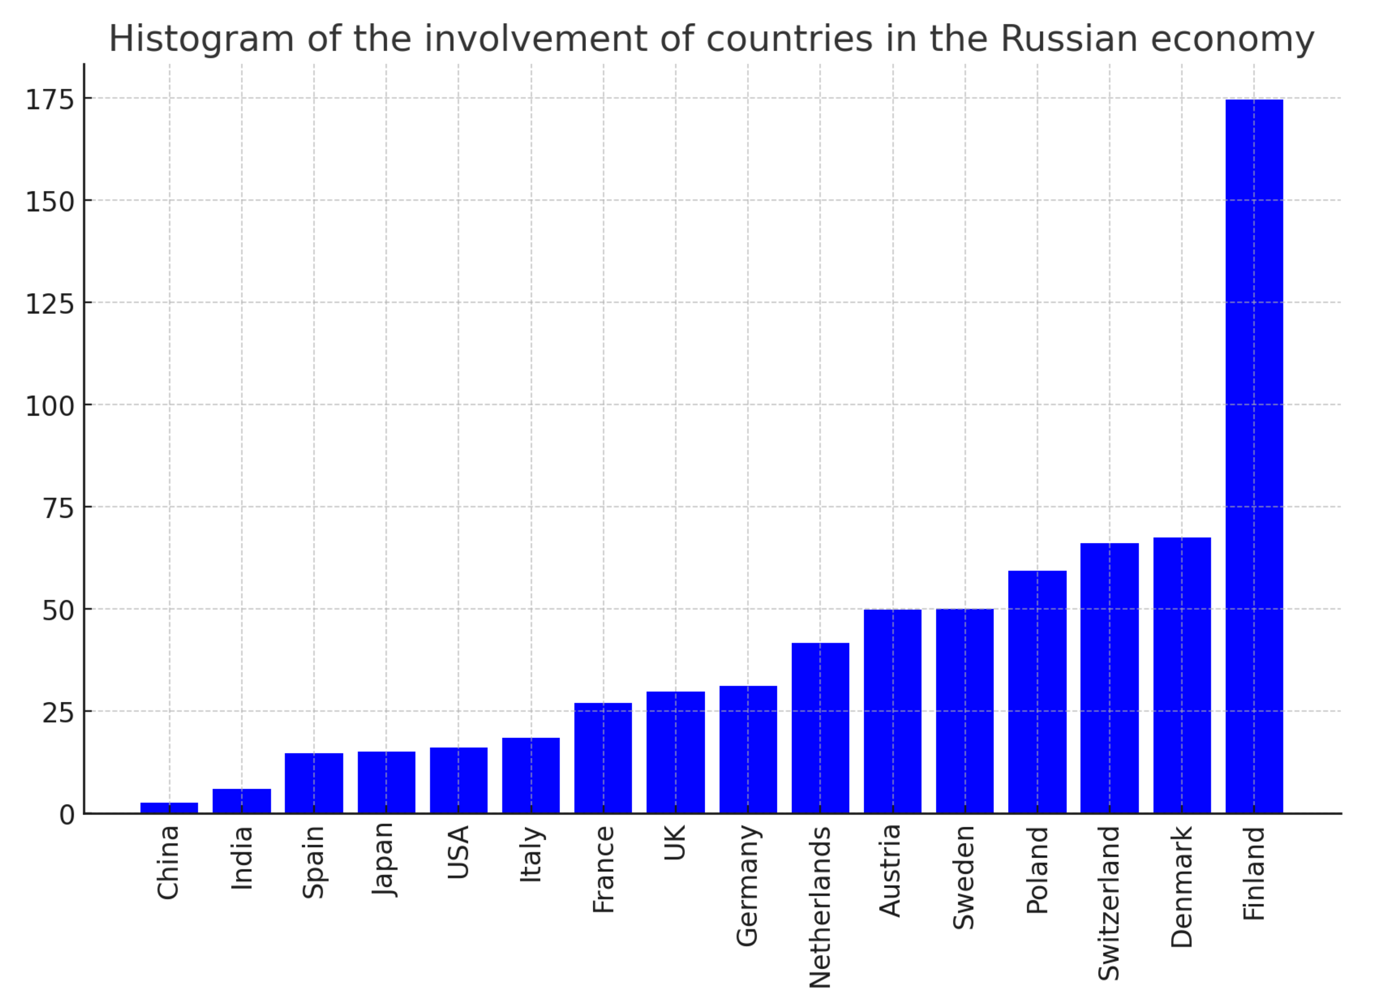 Histogram of the involvement of countries in the Russian economy
175
150
125
100
75
50
25
0
China
India
Spain
Japan
USA
Italy
France
UK
Germany
Netherlands
Austria
Sweden
Poland
Switzerland
Denmark
Finland